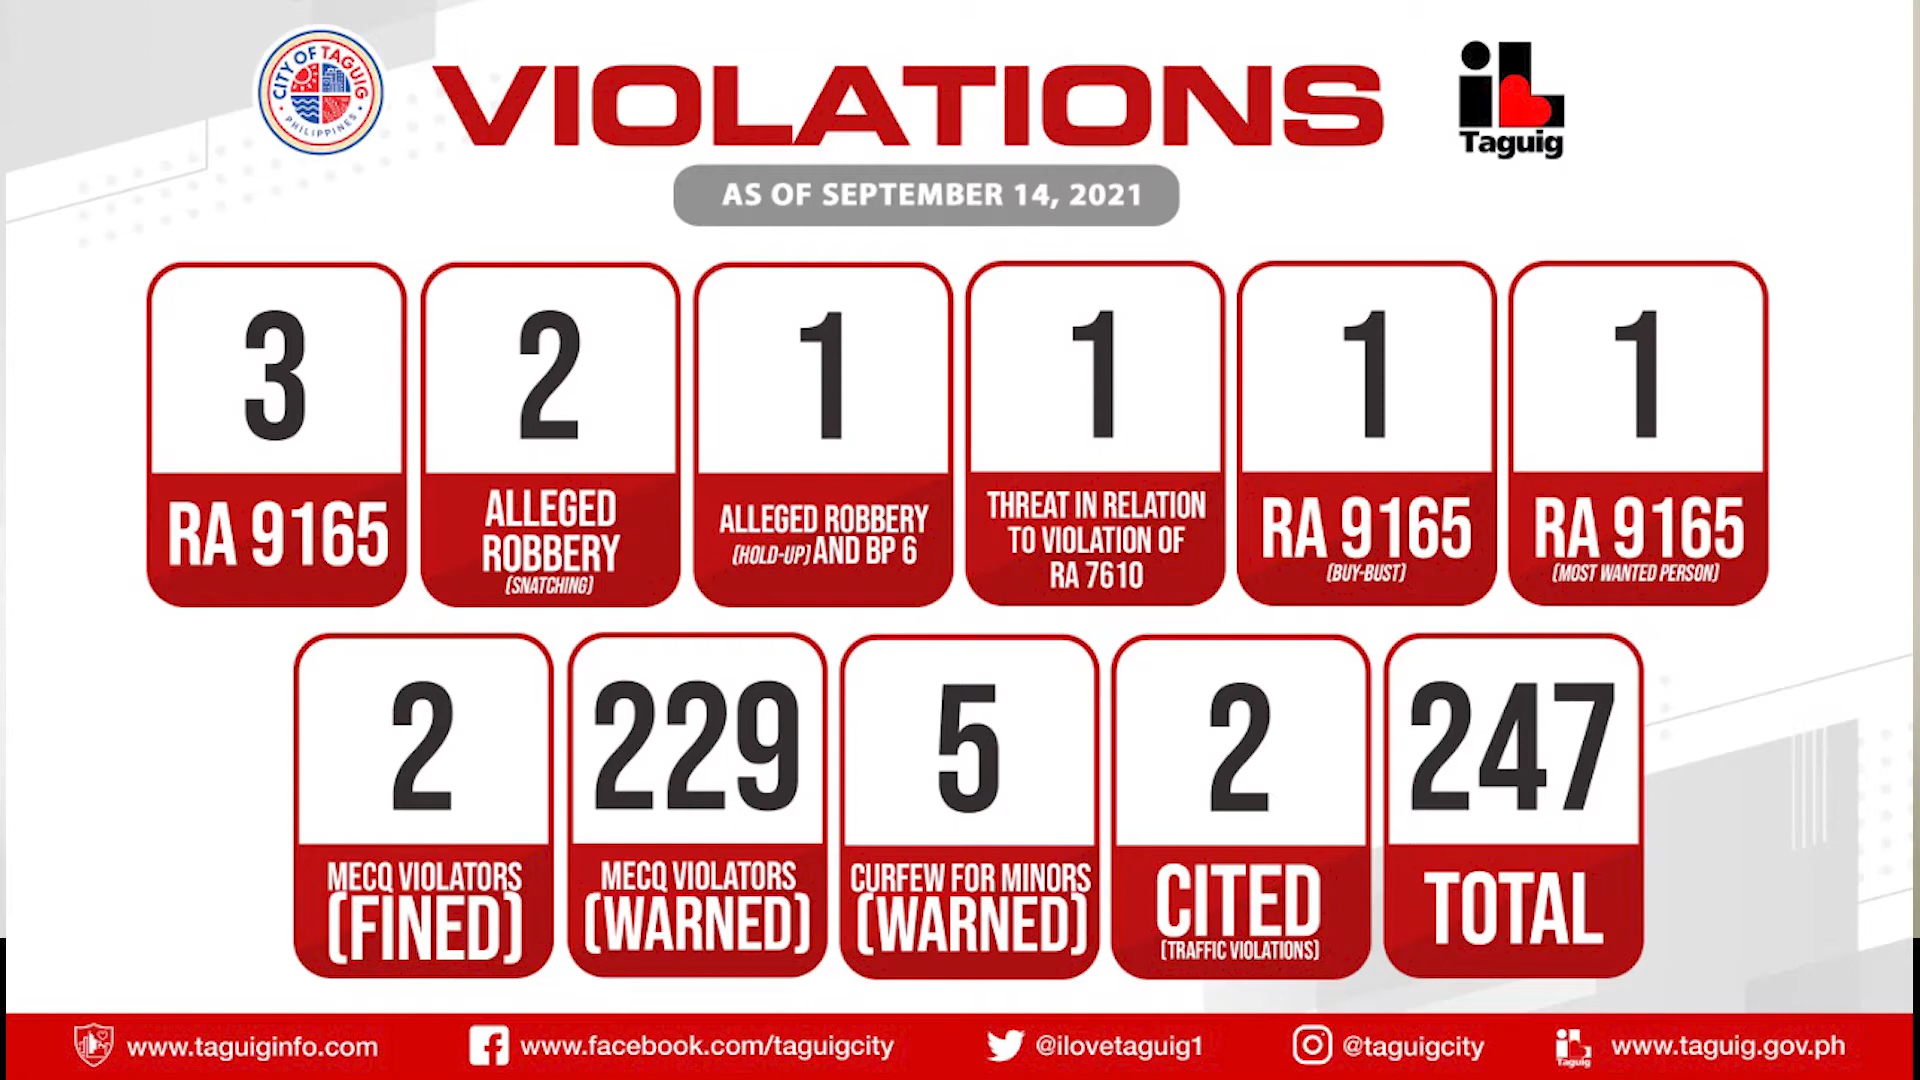 CITY OF TAGUIG
PHILIPPINES
VIOLATIONS
iL
Taguig
AS OF SEPTEMBER 14, 2021
3
RA 9165
2
ALLEGED
ROBBERY
(SNATCHING)
1
ALLEGED ROBBERY
(HOLD-UP) AND BP 6
1
THREAT IN RELATION
TO VIOLATION OF
RA 7610
1
RA 9165
(BUY-BUST)
1
RA 9165
(MOST WANTED PERSON)
2
MECQ VIOLATORS
(FINED)
229
MECQ VIOLATORS
(WARNED)
5
CURFEW FOR MINORS
(WARNED)
2
CITED
(TRAFFIC VIOLATIONS)
247
TOTAL
www.taguiginfo.com
www.facebook.com/taguigcity
@ilovetaguig1
@taguigcity
iL
Taguig
www.taguig.gov.ph